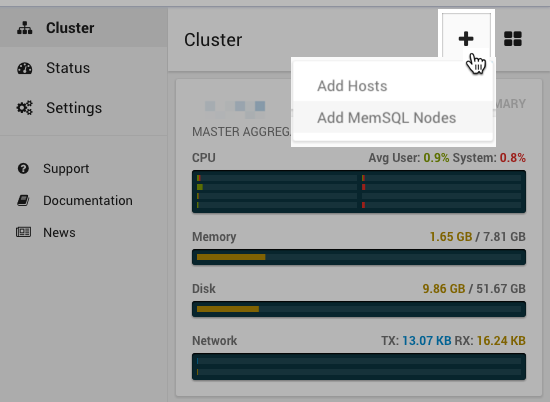 Cluster
Status
Settings
Support
Documentation
News
Cluster
Add Hosts
Add MemSQL Nodes
MASTER
CPU Avg User: 0.9% System: 0.8%
Memory 1.65 GB / 7.81 GB
Disk 9.86 GB / 51.67 GB
Network TX: 13.07 KB RX: 16.24 KB